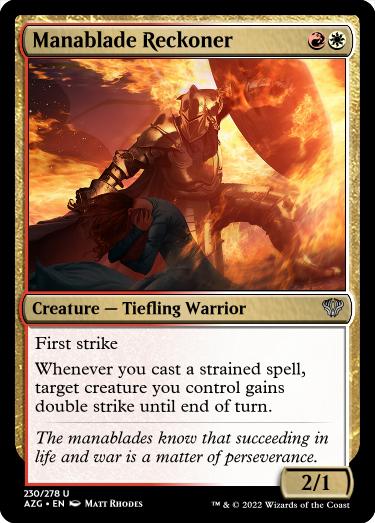 Manablade Reckoner
Creature — Tiefling Warrior
First strike
Whenever you cast a strained spell,
target creature you control gains
double strike until end of turn.
The manablades know that succeeding in
life and war is a matter of perseverance.
2/1
230/278 U
AZG • EN MATT RHODES
™ & © 2022 Wizards of the Coast